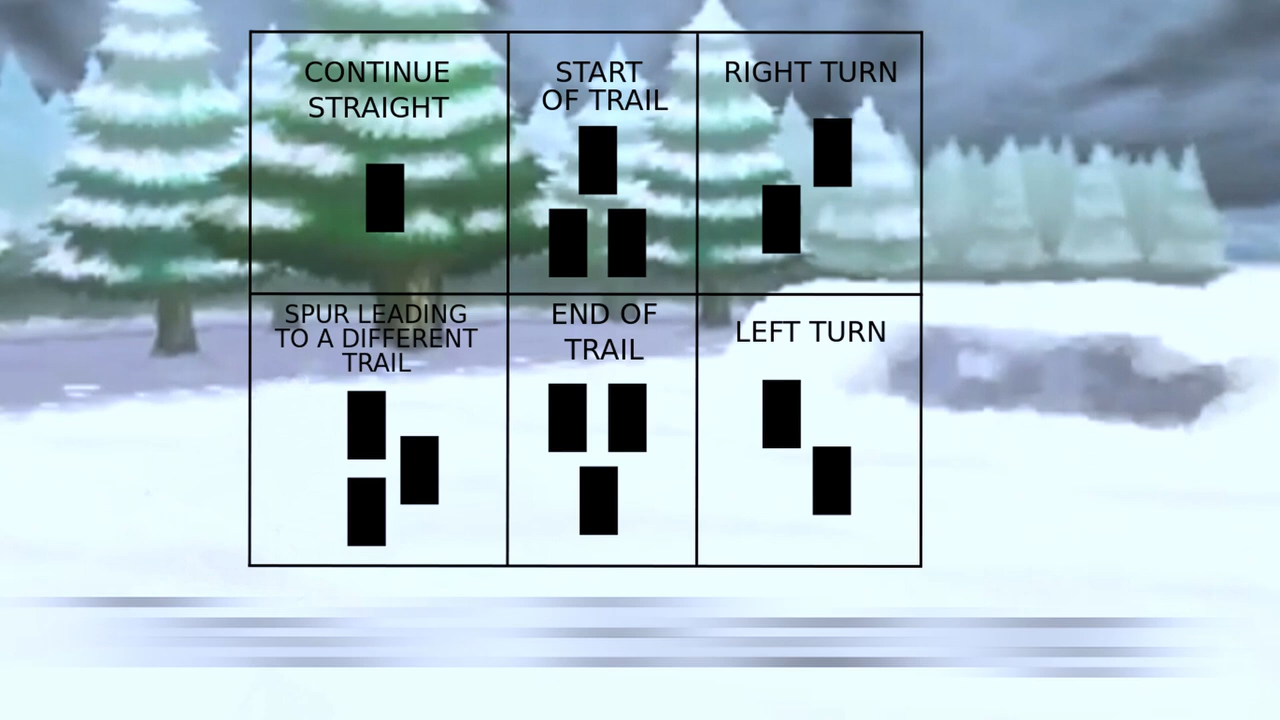 CONTINUE
STRAIGHT
START
OF TRAIL
RIGHT TURN
SPUR LEADING
TO A DIFFERENT
TRAIL
END OF
TRAIL
LEFT TURN